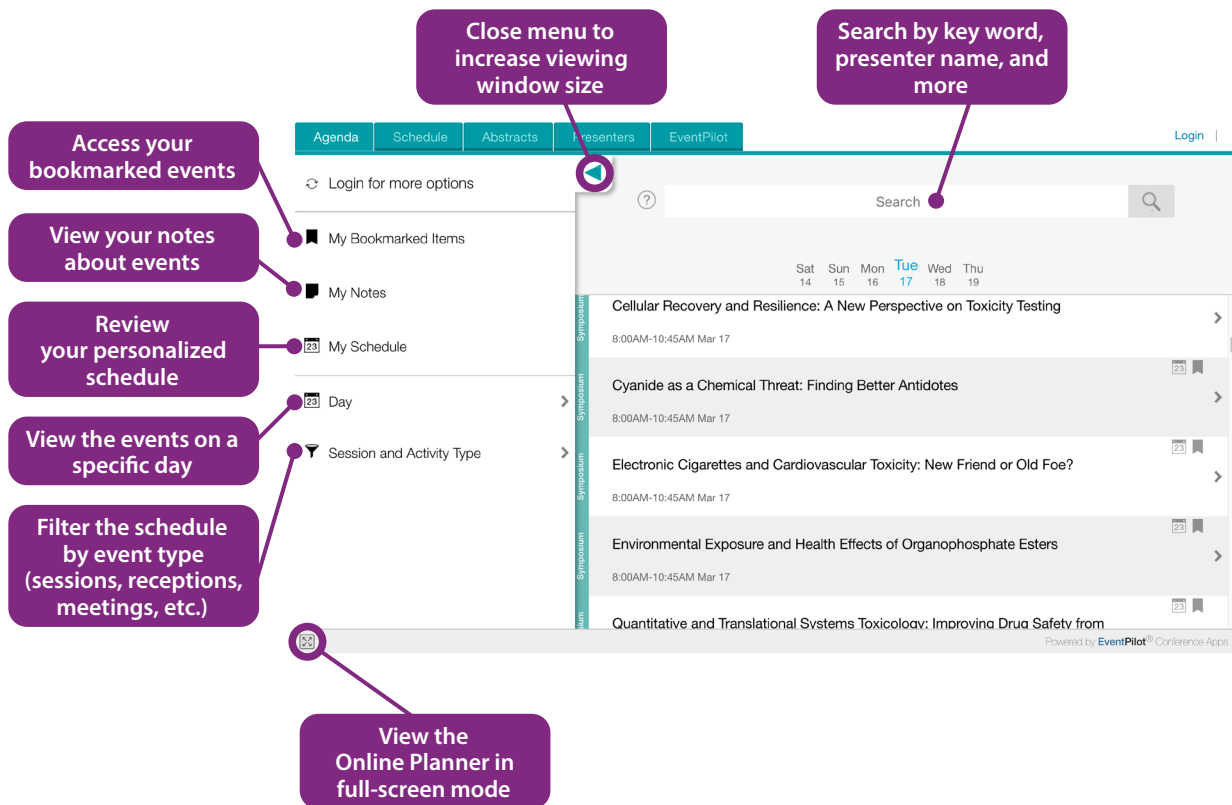 Close menu to
increase viewing
window size
Search by key word,
presenter name, and
more
Access your
bookmarked events
View your notes
about events
Review
your personalized
schedule
View the events on a
specific day
Filter the schedule
by event type
(sessions, receptions,
meetings, etc.)
Agenda
Schedule
Abstracts
Presenters
EventPilot
Login |
Login for more options
My Bookmarked Items
My Notes
23 My Schedule
23 Day
Session and Activity Type
? Search
Sat Sun Mon Tue Wed Thu
14 15 16 17 18 19
Symposium
Cellular Recovery and Resilience: A New Perspective on Toxicity Testing
8:00AM-10:45AM Mar 17
23
Symposium
Cyanide as a Chemical Threat: Finding Better Antidotes
8:00AM-10:45AM Mar 17
23
Symposium
Electronic Cigarettes and Cardiovascular Toxicity: New Friend or Old Foe?
8:00AM-10:45AM Mar 17
23
Symposium
Environmental Exposure and Health Effects of Organophosphate Esters
8:00AM-10:45AM Mar 17
23
Quantitative and Translational Systems Toxicology: Improving Drug Safety from
Powered by EventPilot® Conference Apps
View the
Online Planner in
full-screen mode